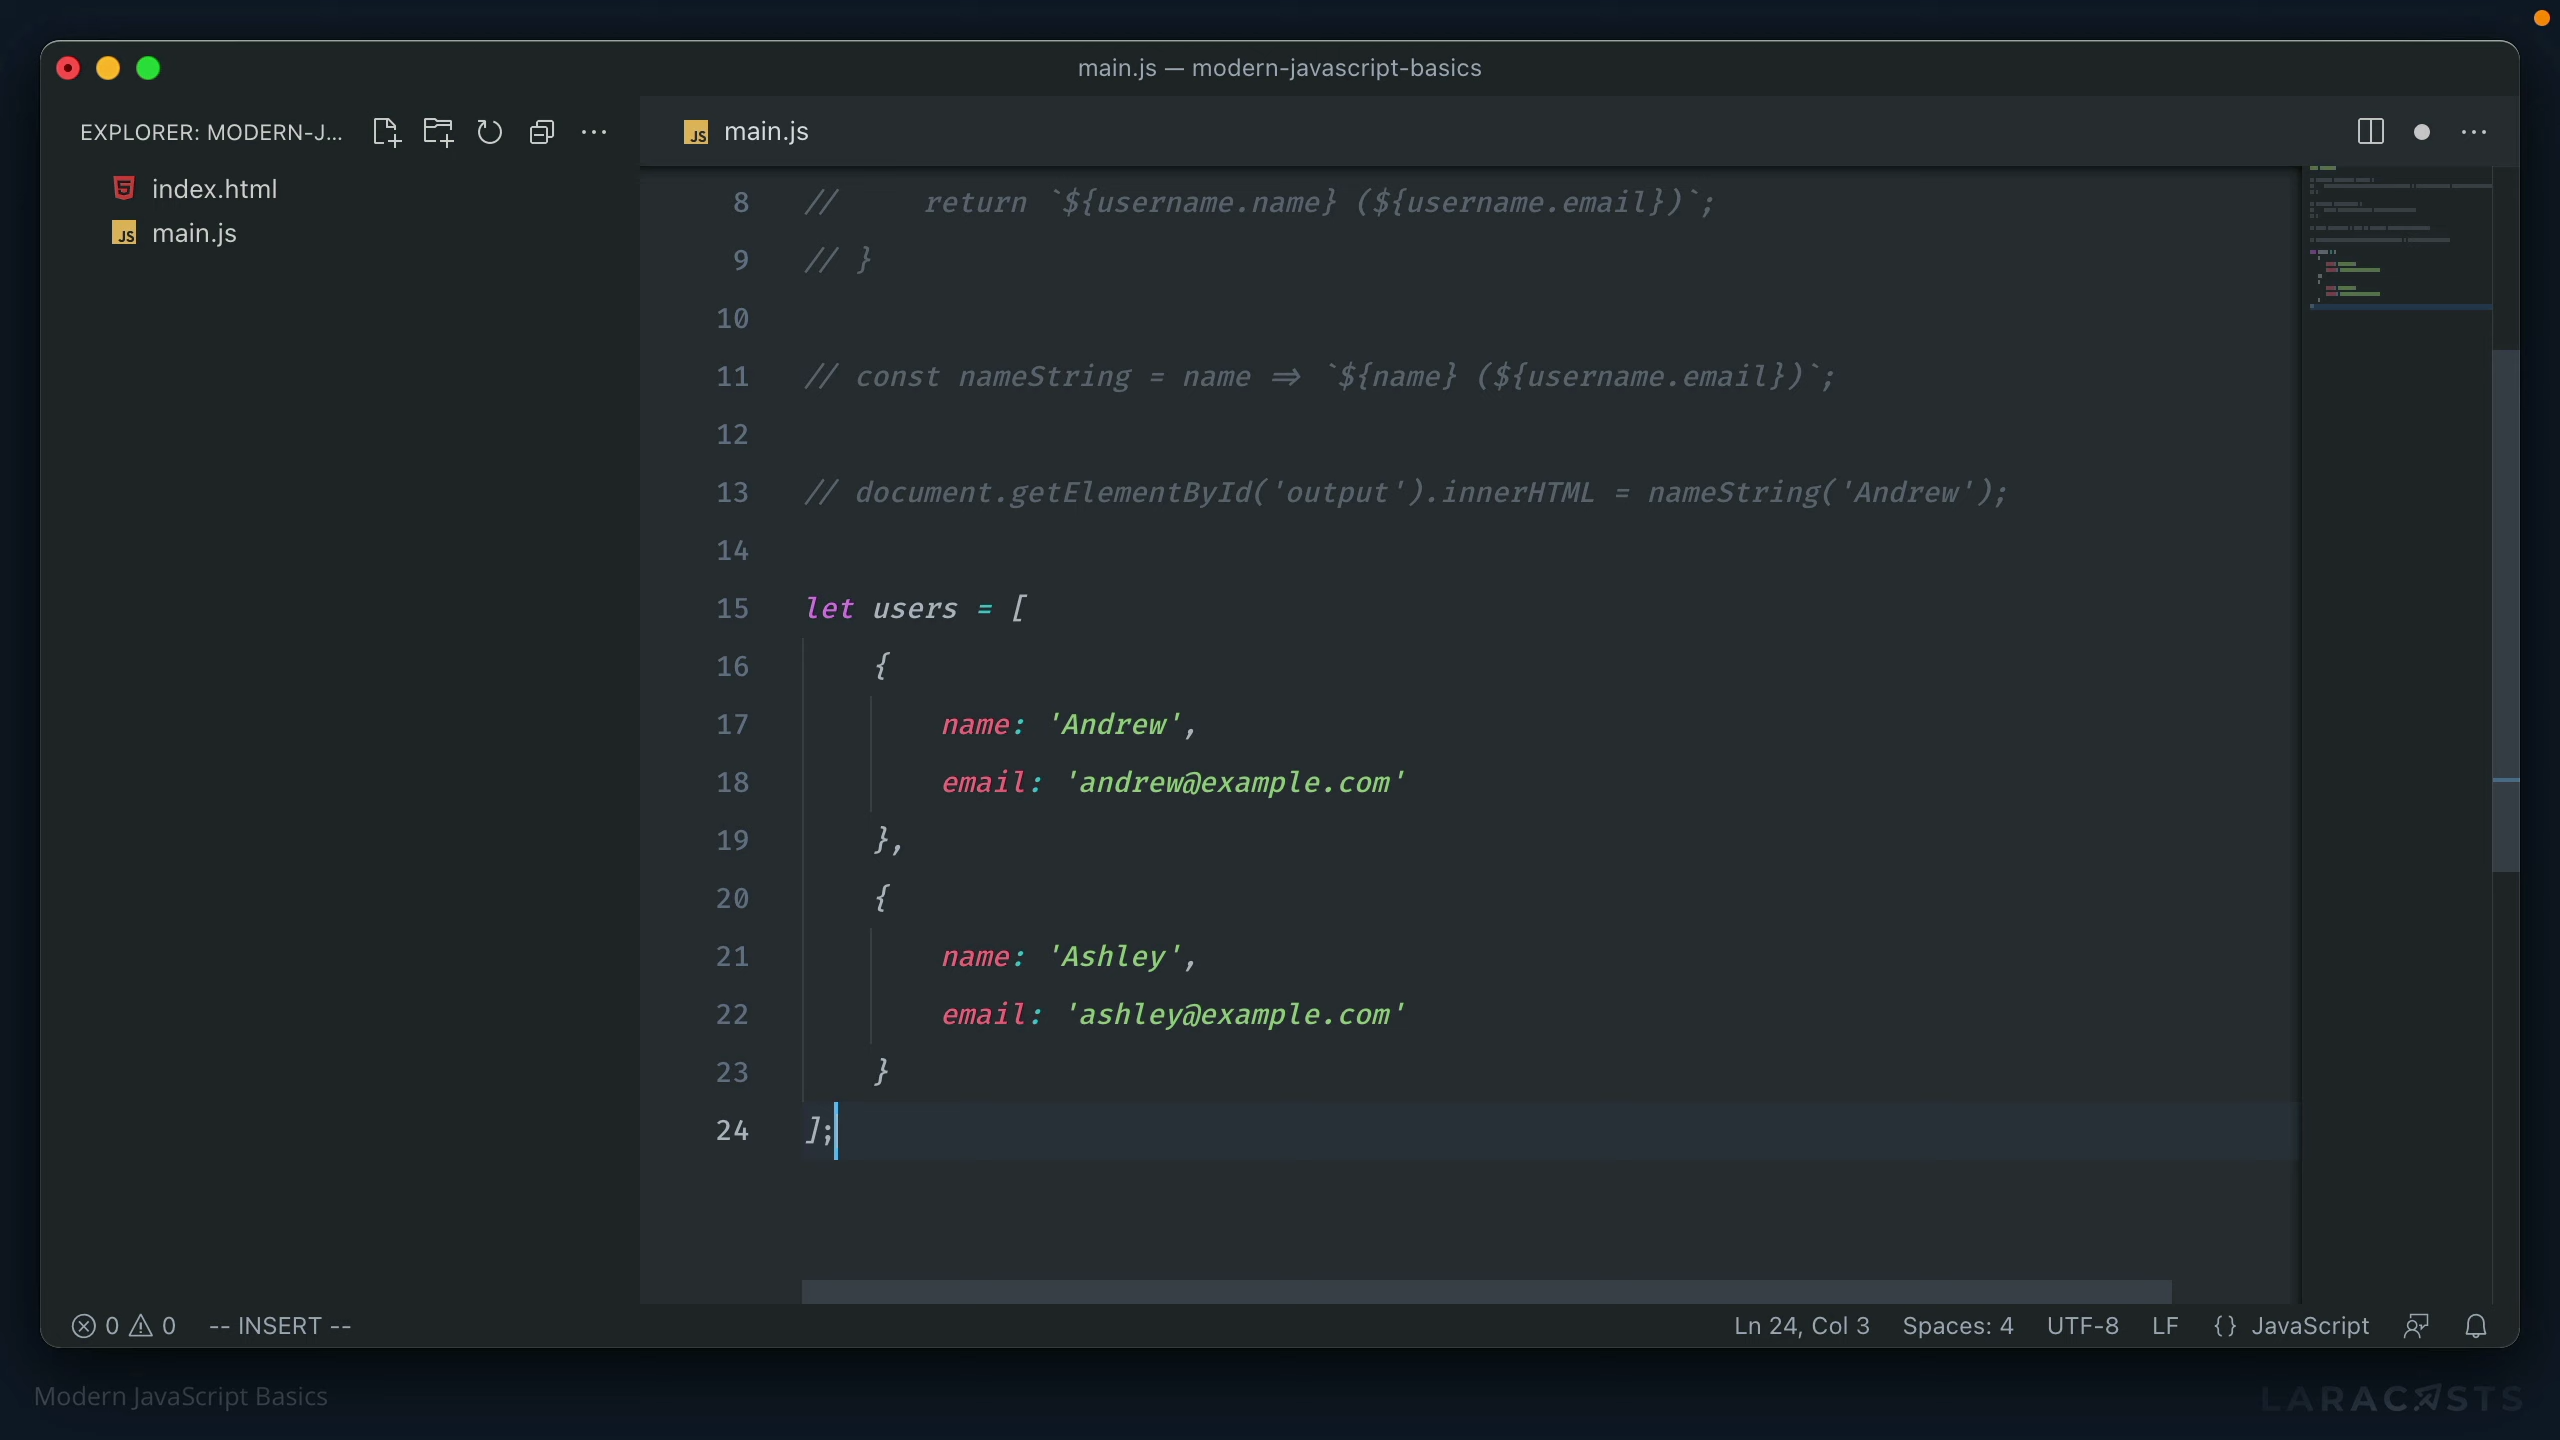 main.js — modern-javascript-basics
EXPLORER: MODERN-J...
index.html
main.js
main.js
8 //     return `${username.name} (${username.email})`;
9 // }
10
11 // const nameString = name => `${name} (${username.email})`;
12
13 // document.getElementById('output').innerHTML = nameString('Andrew');
14
15 let users = [
16     {
17         name: 'Andrew',
18         email: 'andrew@example.com'
19     },
20     {
21         name: 'Ashley',
22         email: 'ashley@example.com'
23     }
24 ];
0 0 -- INSERT --
Ln 24, Col 3 Spaces: 4 UTF-8 LF {} JavaScript
Modern JavaScript Basics
LARACASTS